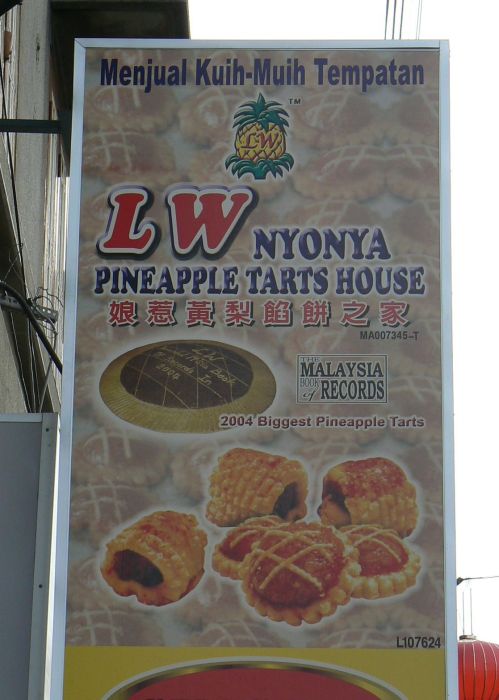 Menjual Kuih-Muih Tempatan
LW
TM
LW NYONYA
PINEAPPLE TARTS HOUSE
娘惹黃梨餡餅之家
MA007345-T
THE
MALAYSIA
BOOK of RECORDS
2004 Biggest Pineapple Tarts
L107624